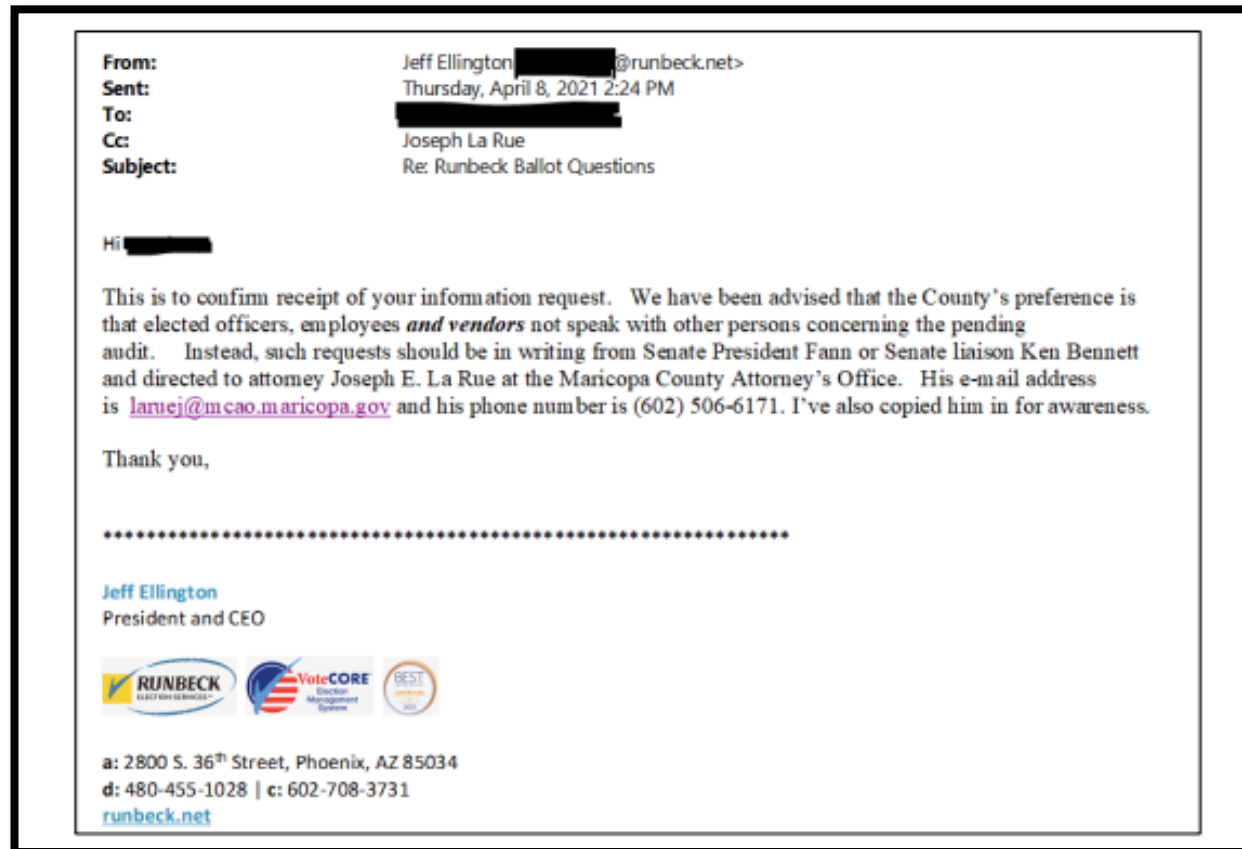 From: Jeff Ellington @runbeck.net>
Sent: Thursday, April 8, 2021 2:24 PM
To:
Cc: Joseph La Rue
Subject: Re: Runbeck Ballot Questions
Hi
This is to confirm receipt of your information request. We have been advised that the County's preference is
that elected officers, employees and vendors not speak with other persons concerning the pending
audit. Instead, such requests should be in writing from Senate President Fann or Senate liaison Ken Bennett
and directed to attorney Joseph E. La Rue at the Maricopa County Attorney's Office. His e-mail address
is laruej@mcao.maricopa.gov and his phone number is (602) 506-6171. I've also copied him in for awareness.
Thank you,
****************************************************************
Jeff Ellington
President and CEO
RUNBECK
ELECTION SERVICES
VoteCORE
Election
Management
System
BEST
a: 2800 S. 36th Street, Phoenix, AZ 85034
d: 480-455-1028 | c: 602-708-3731
runbeck.net